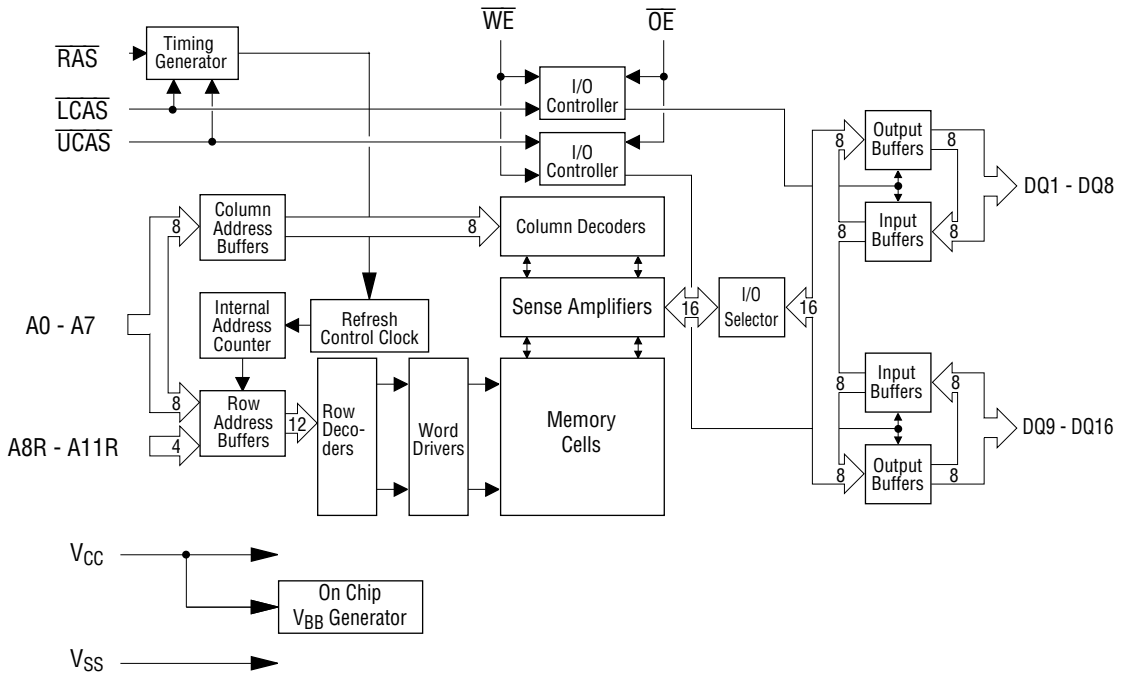 WE
OE
RAS
Timing
Generator
I/O
Controller
LCAS
UCAS
I/O
Controller
8
Output
Buffers
8
DQ1 - DQ8
8
Input
Buffers
8
8
Column
Address
Buffers
8
Column Decoders
A0 - A7
Internal
Address
Counter
Refresh
Control Clock
Sense Amplifiers
16
I/O
Selector
16
8
Row
Address
Buffers
12
A8R - A11R
4
Row
Deco-
ders
Word
Drivers
Memory
Cells
8
Input
Buffers
8
DQ9 - DQ16
8
Output
Buffers
8
VCC
On Chip
VBB Generator
VSS